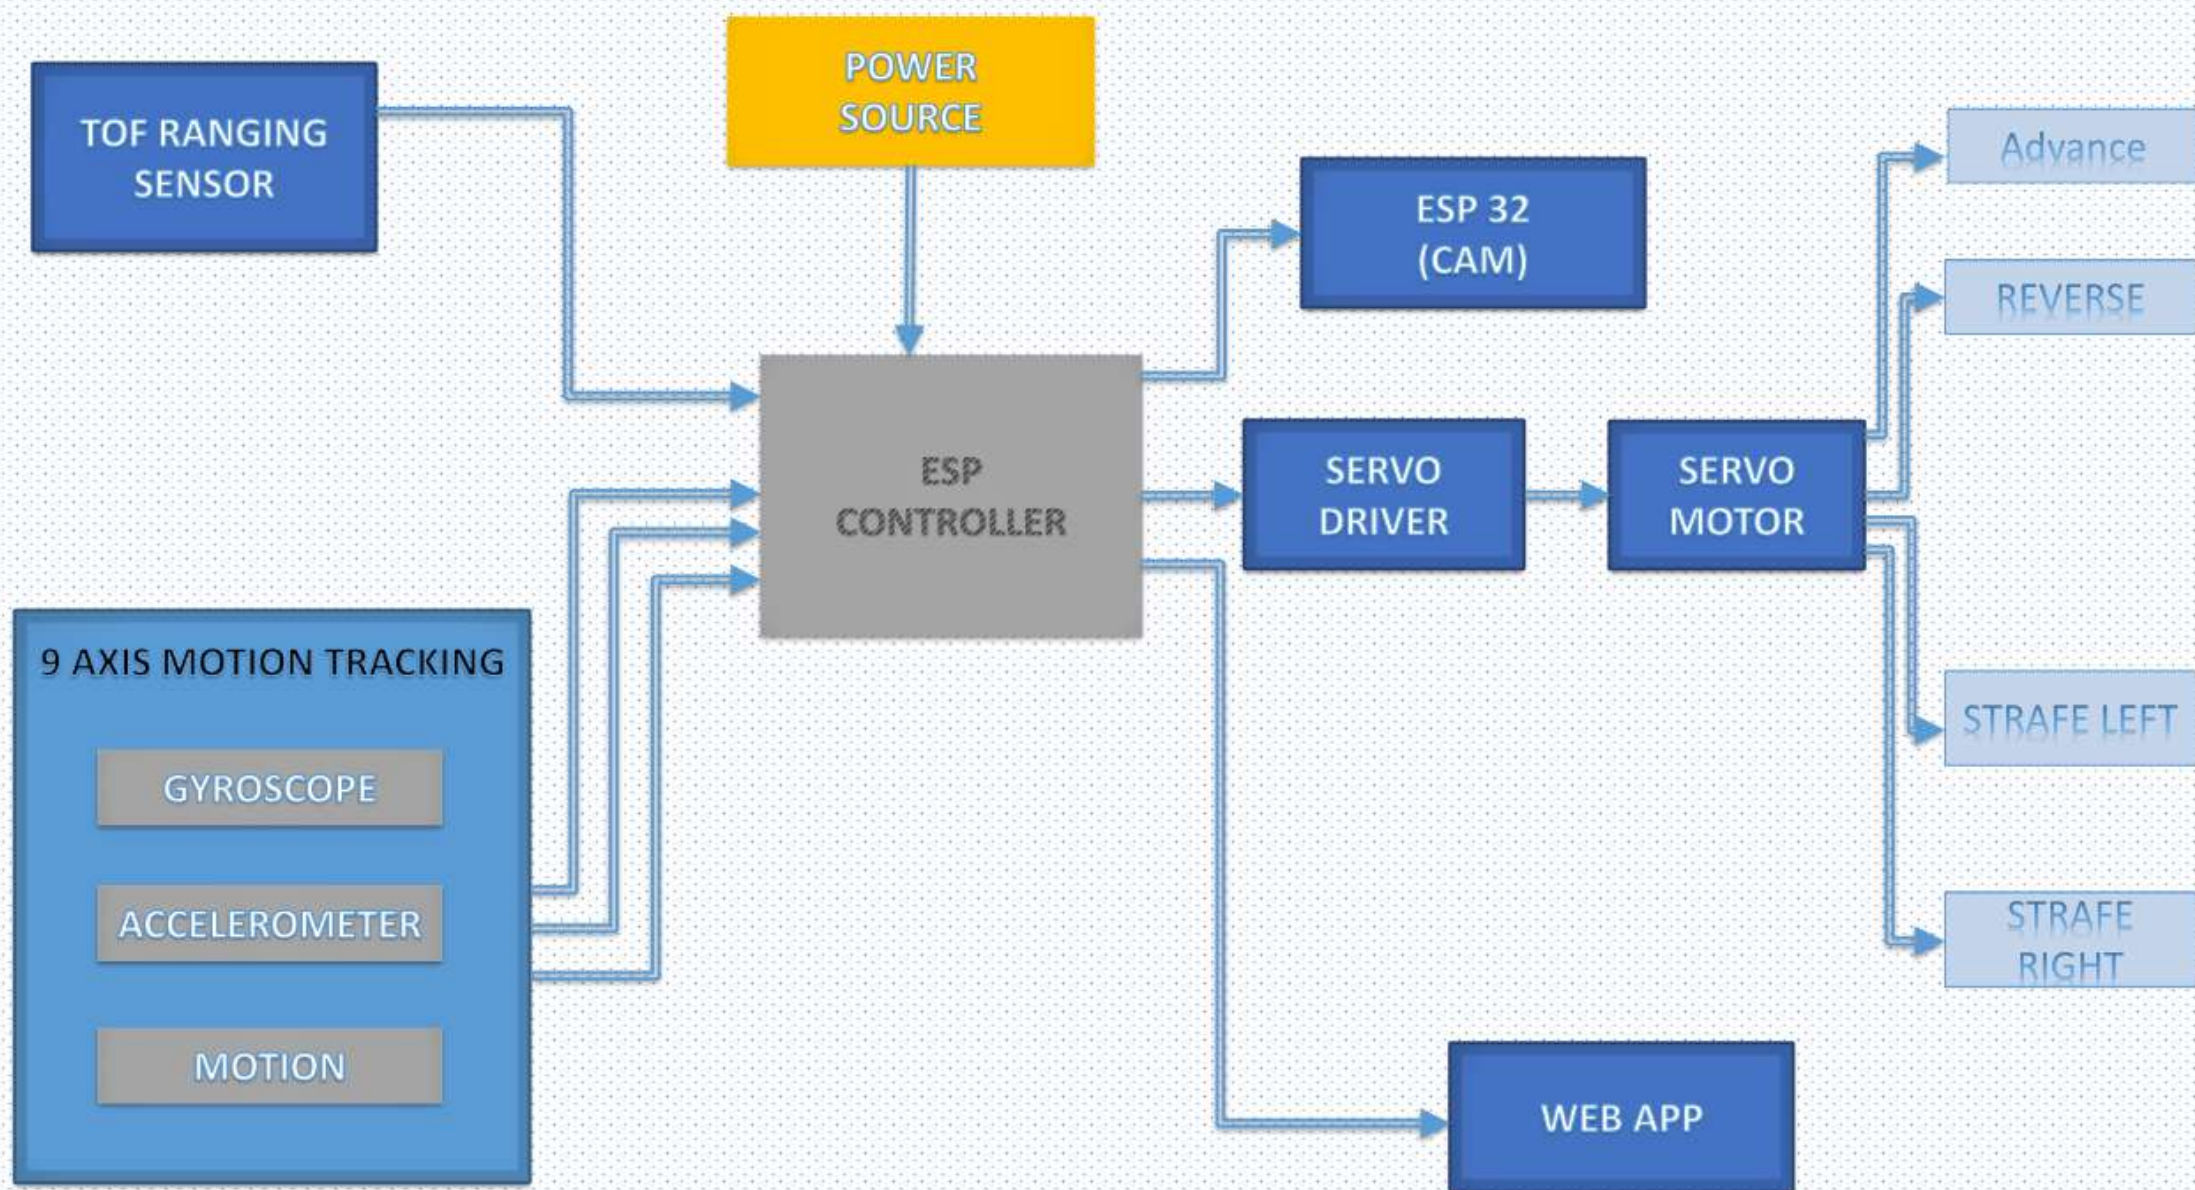 POWER
SOURCE
TOF RANGING
SENSOR
Advance
ESP 32
(CAM)
REVERSE
ESP
CONTROLLER
SERVO
DRIVER
SERVO
MOTOR
9 AXIS MOTION TRACKING
GYROSCOPE
ACCELEROMETER
MOTION
STRAFE LEFT
STRAFE
RIGHT
WEB APP